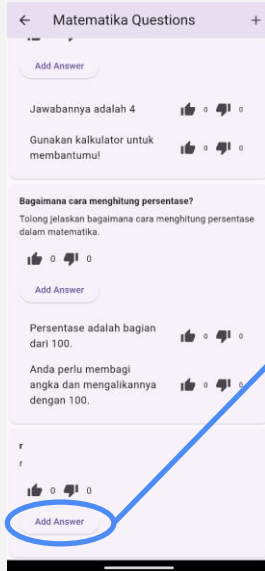 Matematika Questions
Add Answer
Jawabannya adalah 4
0
0
Gunakan kalkulator untuk
membantumu!
0
0
Bagaimana cara menghitung persentase?
Tolong jelaskan bagaimana cara menghitung persentase
dalam matematika.
0
0
Add Answer
Persentase adalah bagian
dari 100.
0
0
Anda perlu membagi
angka dan mengalikannya
dengan 100.
0
0
r
r
0
0
Add Answer